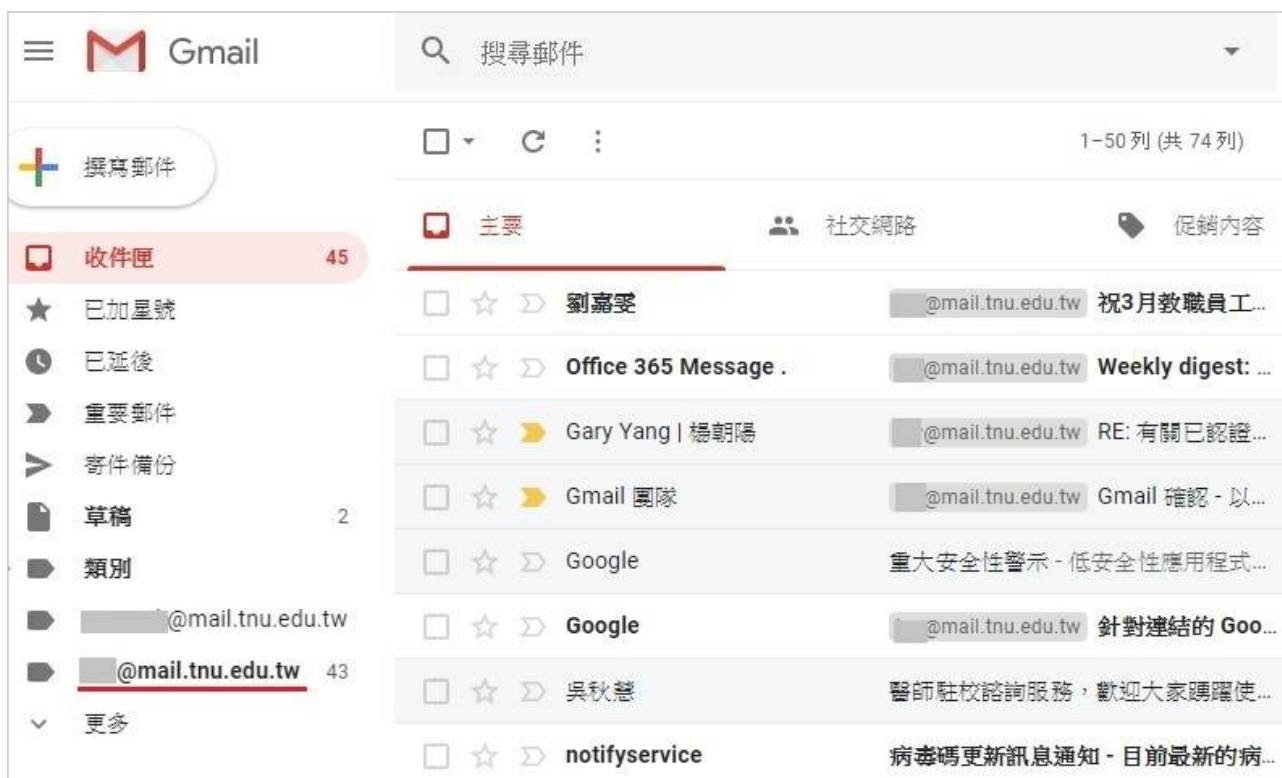 Gmail
搜尋郵件
撰寫郵件
1–50 列 (共 74 列)
主要
社交網路
促銷內容
收件匣 45
已加星號
已延後
重要郵件
寄件備份
草稿 2
類別
@mail.tnu.edu.tw
@mail.tnu.edu.tw 43
更多
劉嘉雯 @mail.tnu.edu.tw 祝3月教職員工...
Office 365 Message . @mail.tnu.edu.tw Weekly digest: ...
Gary Yang | 楊朝陽 @mail.tnu.edu.tw RE: 有關已認證...
Gmail 團隊 @mail.tnu.edu.tw Gmail 確認 - 以...
Google 重大安全性警示 - 低安全性應用程式...
Google @mail.tnu.edu.tw 針對連結的 Goo...
吳秋慧 醫師駐校諮詢服務，歡迎大家踴躍使...
notifyservice 病毒碼更新訊息通知 - 目前最新的病...